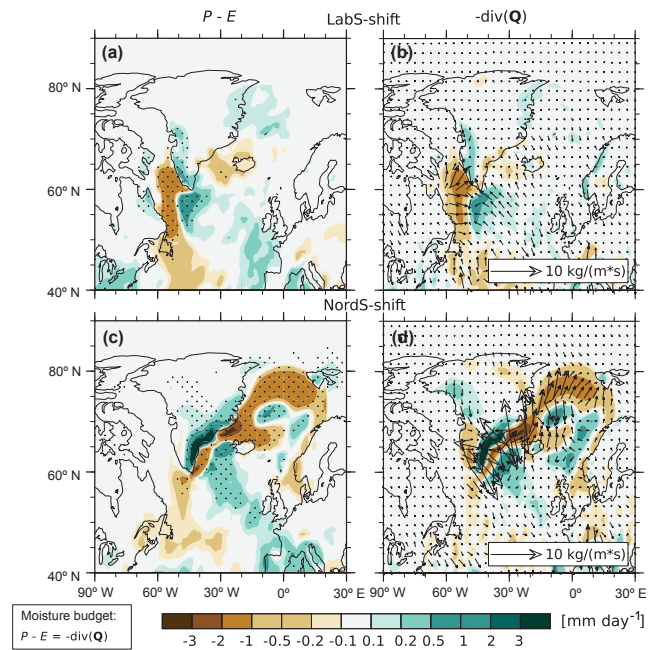 P - E LabS-shift -div(Q)
(a) (b)
80° N
60° N
40° N
10 kg/(m*s)
NordS-shift
(c) (d)
80° N
60° N
40° N
10 kg/(m*s)
90° W 60° W 30° W 0° E 30° E 90° W 60° W 30° W 0° E 30° E
Moisture budget:
P - E = -div(Q)
-3 -2 -1 -0.5 -0.2 -0.1 0.1 0.2 0.5 1 2 3 [mm day⁻¹]